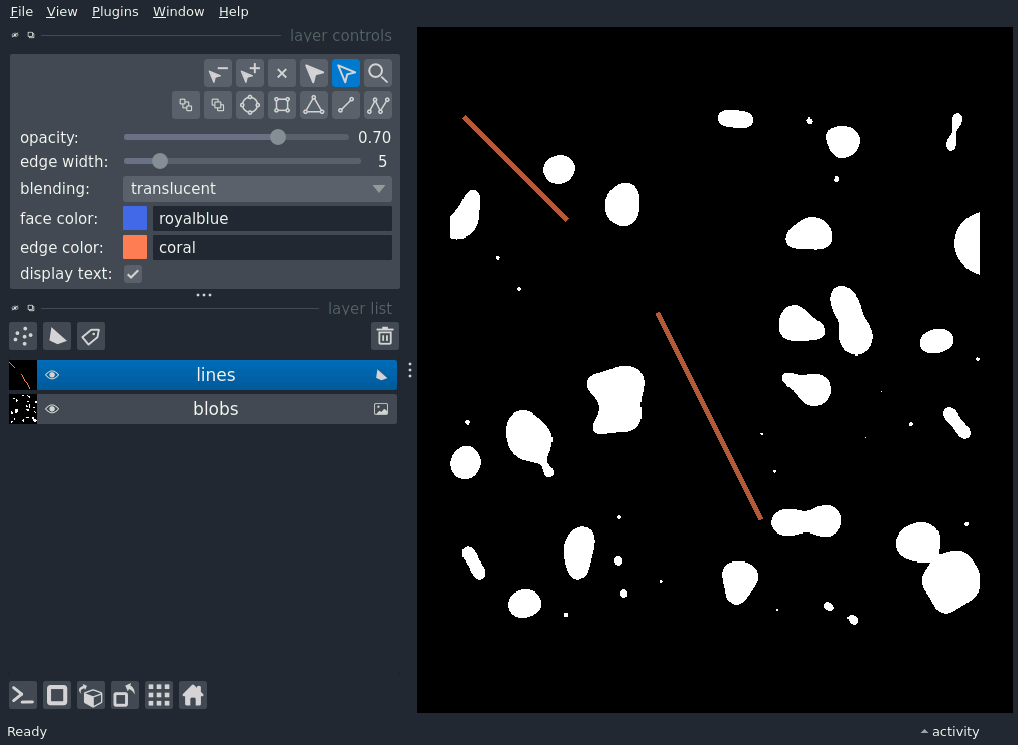 File View Plugins Window Help
layer controls
opacity: 0.70
edge width: 5
blending: translucent
face color: royalblue
edge color: coral
display text:
layer list
lines
blobs
Ready activity